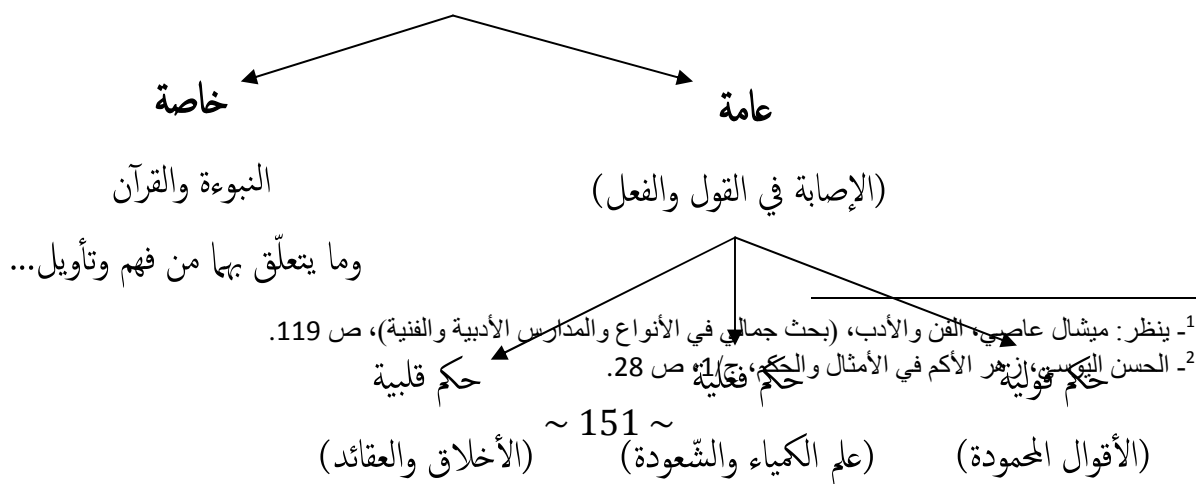 عامة
خاصة
(الإصابة في القول والفعل)
النبوءة والقرآن
وما يتعلّق بهما من فهم وتأويل...
1ـ ينظر: ميشال عاصي، الفن والأدب، (بحث جمالي في الأنواع والمدارس الأدبية والفنية)، ص 119.
2ـ الحسن اليوسي، زهر الأكم في الأمثال والحكم، ج/1، ص 28.
حكم قولية
حكم فعلية
حكم قلبية
~ 151 ~
(الأقوال المحمودة)
(علم الكمياء والشّعودة)
(الأخلاق والعقائد)